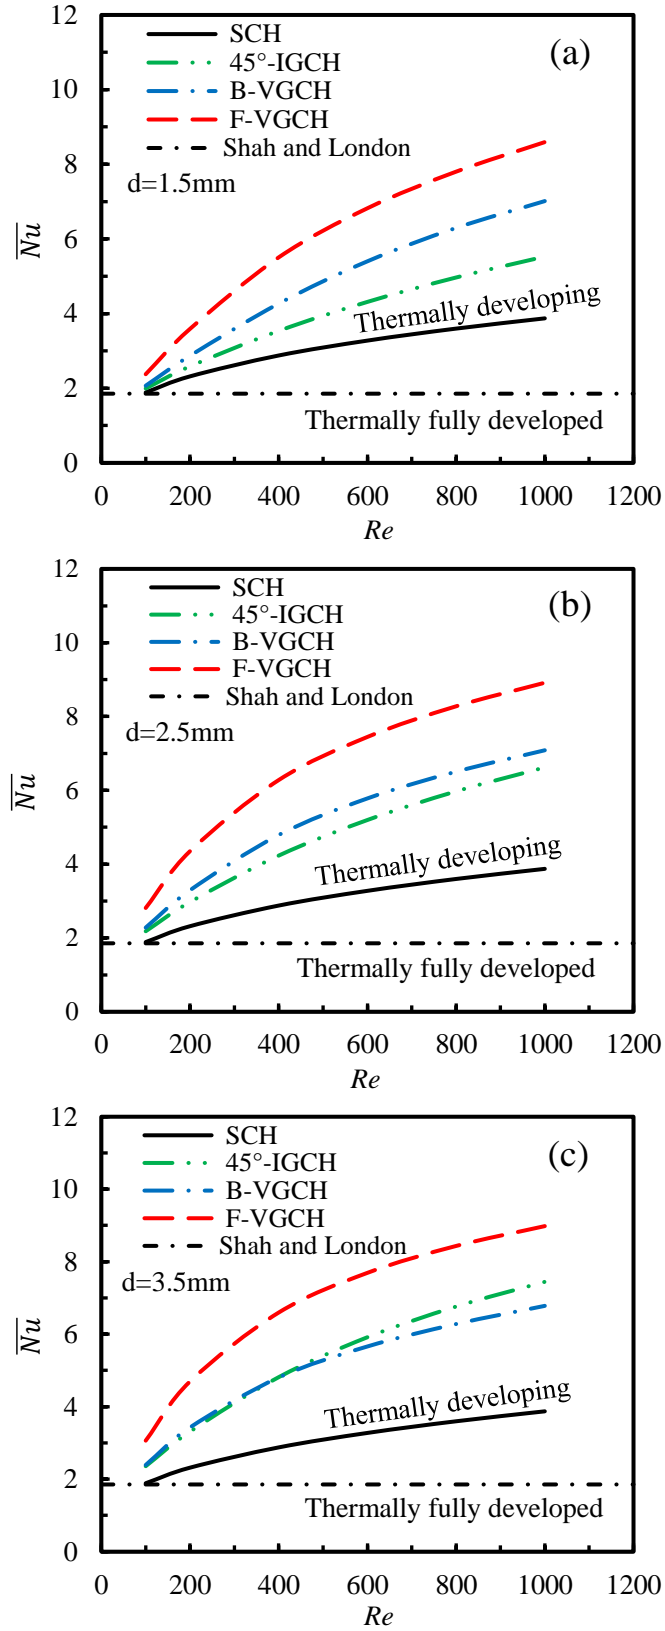 12
10
8
6
4
2
0
N̅u̅
SCH
45°-IGCH
B-VGCH
F-VGCH
Shah and London
(a)
d=1.5mm
Thermally developing
Thermally fully developed
0 200 400 600 800 1000 1200
Re
12
10
8
6
4
2
0
N̅u̅
SCH
45°-IGCH
B-VGCH
F-VGCH
Shah and London
(b)
d=2.5mm
Thermally developing
Thermally fully developed
0 200 400 600 800 1000 1200
Re
12
10
8
6
4
2
0
N̅u̅
SCH
45°-IGCH
B-VGCH
F-VGCH
Shah and London
(c)
d=3.5mm
Thermally developing
Thermally fully developed
0 200 400 600 800 1000 1200
Re